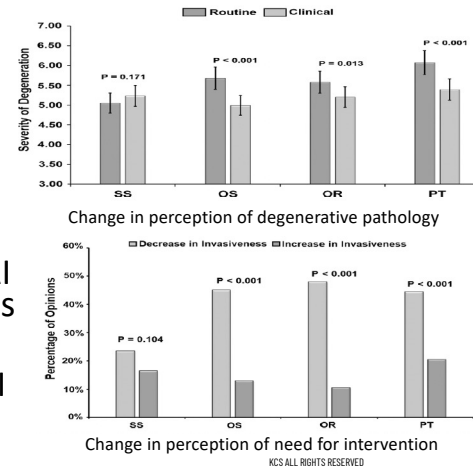 Routine Clinical
Severity of Degeneration
7.00
6.50
6.00
5.50
5.00
4.50
4.00
3.50
3.00
P = 0.171
P < 0.001
P = 0.013
P < 0.001
SS OS OR PT
Change in perception of degenerative pathology
Decrease in Invasiveness Increase in Invasiveness
Percentage of Opinions
60%
50%
40%
30%
20%
10%
0%
P = 0.104
P < 0.001
P < 0.001
P < 0.001
SS OS OR PT
Change in perception of need for intervention
KCS ALL RIGHTS RESERVED